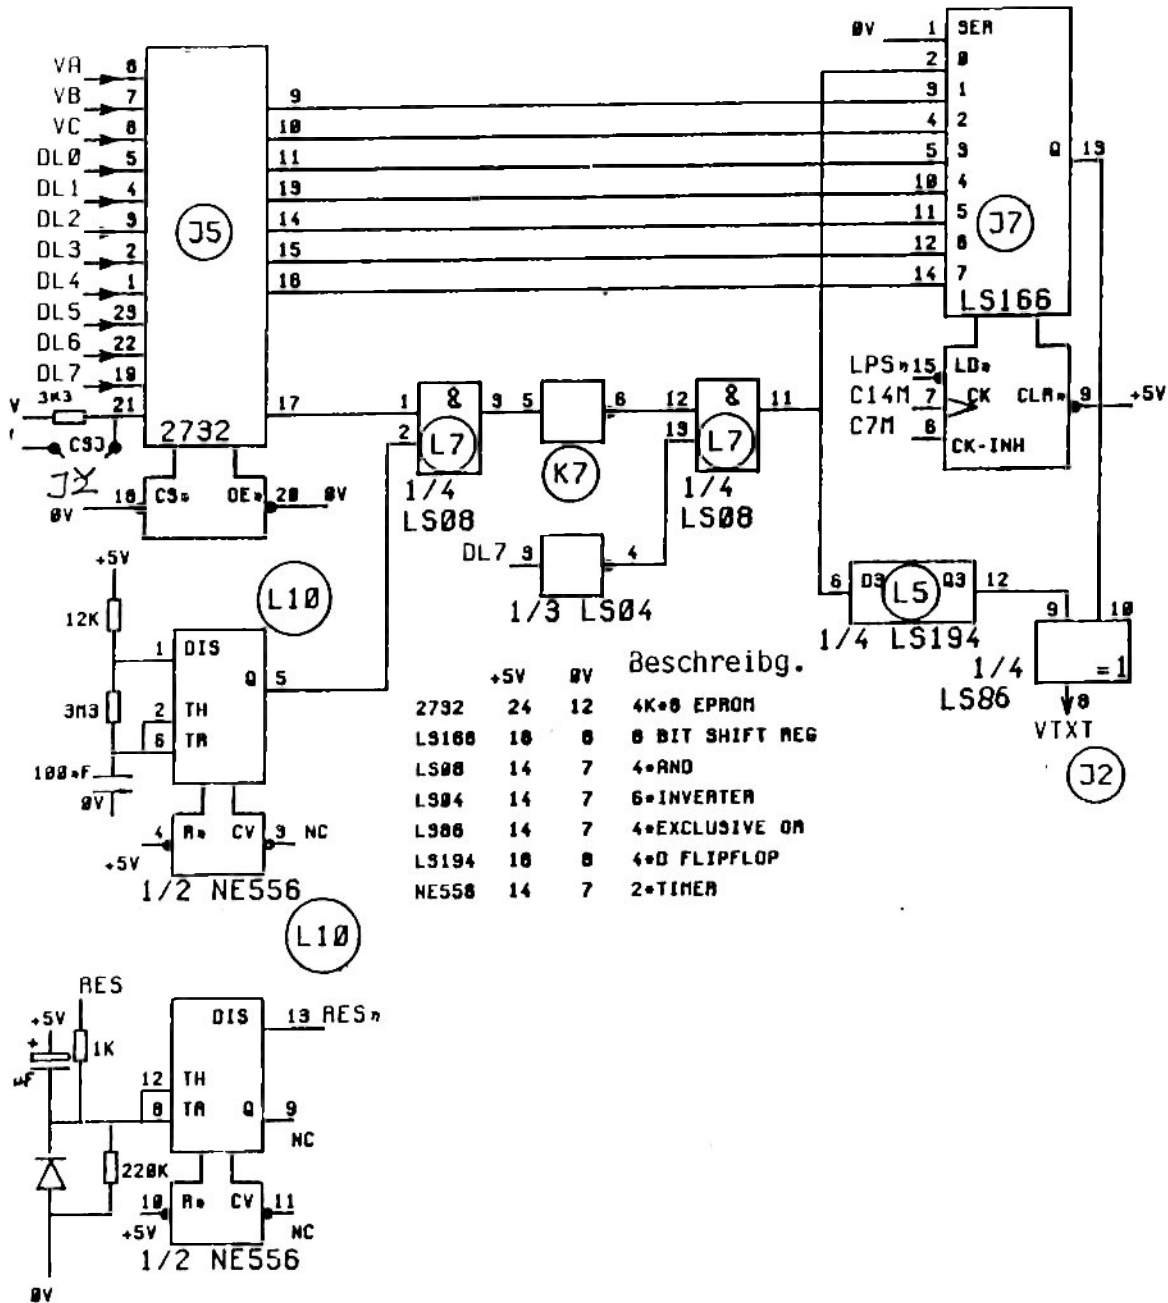 VA 6
VB 7
VC 8
DL0 5
DL1 4
DL2 3
DL3 2
DL4 1
DL5 23
DL6 22
DL7 19
3K3 21
V
CSJ
JY
J5
2732
9
10
11
13
14
15
16
17
18 CS* OE* 20 0V
0V
0V 1 SER
2 0
3 1
4 2
5 3
10 4
11 5
12 6
14 7
Q 13
J7
LS166
LPS* 15 LD*
C14M 7 CK CLR* 9 +5V
C7M 6 CK-INH
1 & 3 5 6 12 & 11
2 L7 K7 13 L7
1/4
LS08
1/4
LS08
DL7 3 4
1/3 LS04
6 D3 L5 Q3 12
1/4 LS194
9 10
1/4 =1
LS86
8
VTXT
J2
+5V
12K
L10
1 DIS
Q 5
3M3
2 TH
6 TR
100nF
0V
4 R* CV 3 NC
+5V
1/2 NE556
L10
+5V 0V Beschreibg.
2732 24 12 4K*8 EPROM
LS166 16 8 8 BIT SHIFT REG
LS08 14 7 4*AND
LS04 14 7 6*INVERTER
LS86 14 7 4*EXCLUSIVE OR
LS194 16 8 4*D FLIPFLOP
NE556 14 7 2*TIMER
RES
+5V
+
1K
DIS 13 RES*
12 TH
8 TR Q 9
NC
220K
10 R* CV 11
+5V NC
1/2 NE556
0V